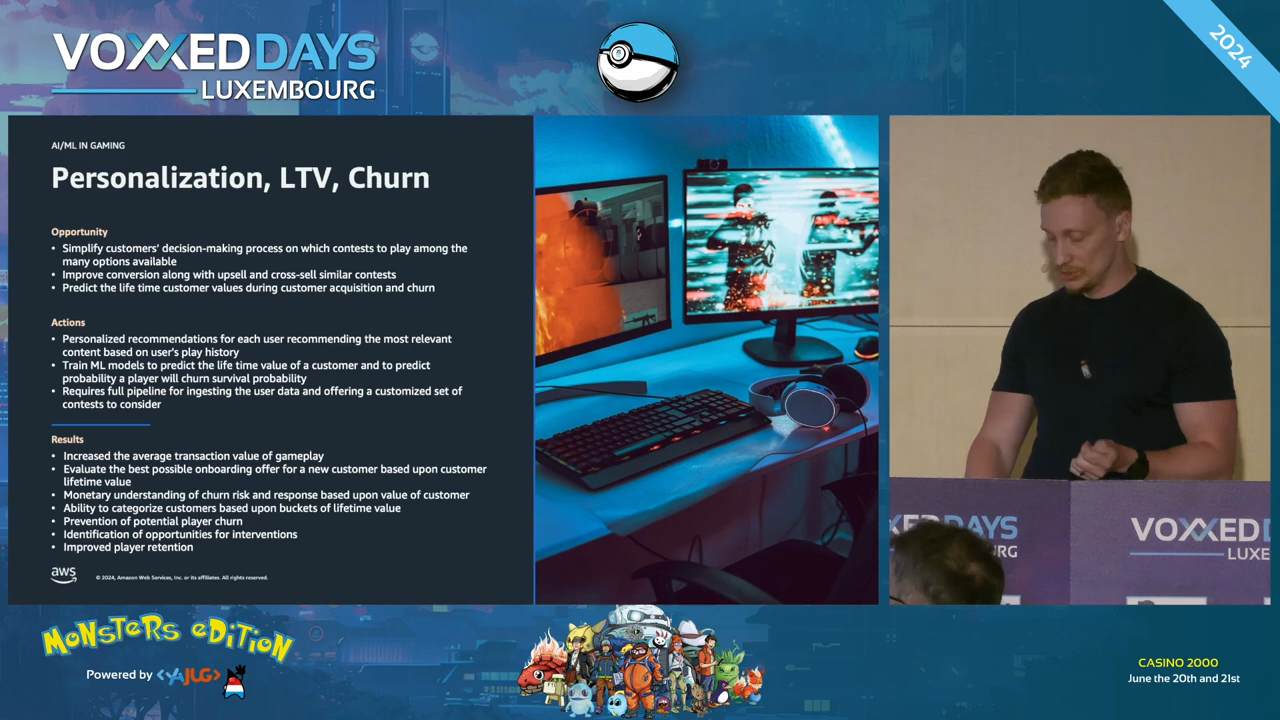 VOXXEDDAYS
LUXEMBOURG
2024
AI/ML IN GAMING
Personalization, LTV, Churn
Opportunity
• Simplify customers' decision-making process on which contests to play among the
many options available
• Improve conversion along with upsell and cross-sell similar contests
• Predict the life time customer values during customer acquisition and churn
Actions
• Personalized recommendations for each user recommending the most relevant
content based on user's play history
• Train ML models to predict the life time value of a customer and to predict
probability a player will churn survival probability
• Requires full pipeline for ingesting the user data and offering a customized set of
contests to consider
Results
• Increased the average transaction value of gameplay
• Evaluate the best possible onboarding offer for a new customer based upon customer
lifetime value
• Monetary understanding of churn risk and response based upon value of customer
• Ability to categorize customers based upon buckets of lifetime value
• Prevention of potential player churn
• Identification of opportunities for interventions
• Improved player retention
aws
© 2024, Amazon Web Services, Inc. or its affiliates. All rights reserved.
XED DAYS
RG
VOXXED D
LUXE
MONSTERS EDITION
Powered by <YAJUG>
CASINO 2000
June the 20th and 21st